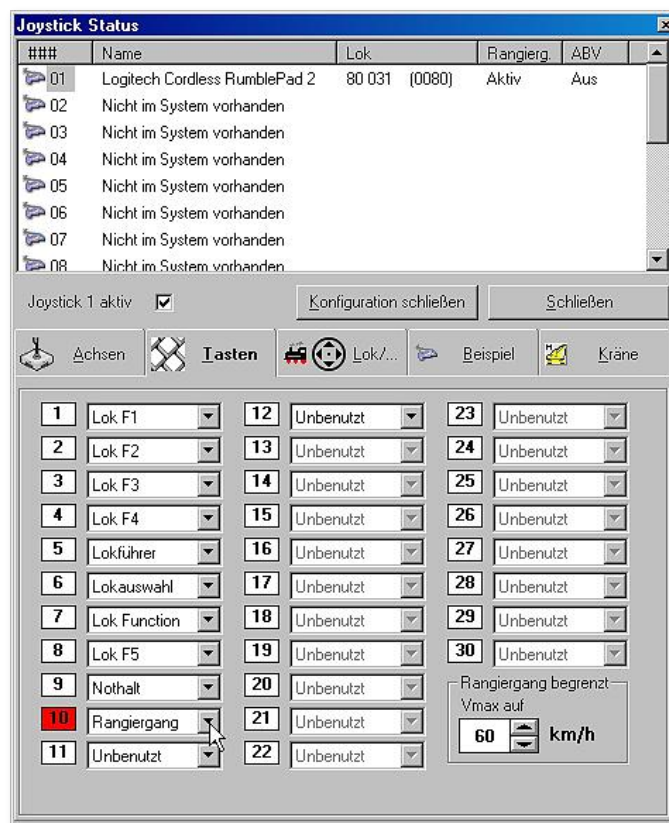 Joystick Status
### Name Lok Rangierg. ABV
01 Logitech Cordless RumblePad 2 80 031 (0080) Aktiv Aus
02 Nicht im System vorhanden
03 Nicht im System vorhanden
04 Nicht im System vorhanden
05 Nicht im System vorhanden
06 Nicht im System vorhanden
07 Nicht im System vorhanden
08 Nicht im System vorhanden
Joystick 1 aktiv Konfiguration schließen Schließen
Achsen Tasten Lok/... Beispiel Kräne
1 Lok F1 12 Unbenutzt 23 Unbenutzt
2 Lok F2 13 Unbenutzt 24 Unbenutzt
3 Lok F3 14 Unbenutzt 25 Unbenutzt
4 Lok F4 15 Unbenutzt 26 Unbenutzt
5 Lokführer 16 Unbenutzt 27 Unbenutzt
6 Lokauswahl 17 Unbenutzt 28 Unbenutzt
7 Lok Function 18 Unbenutzt 29 Unbenutzt
8 Lok F5 19 Unbenutzt 30 Unbenutzt
9 Nothalt 20 Unbenutzt Rangiergang begrenzt
10 Rangiergang 21 Unbenutzt Vmax auf
11 Unbenutzt 22 Unbenutzt 60 km/h